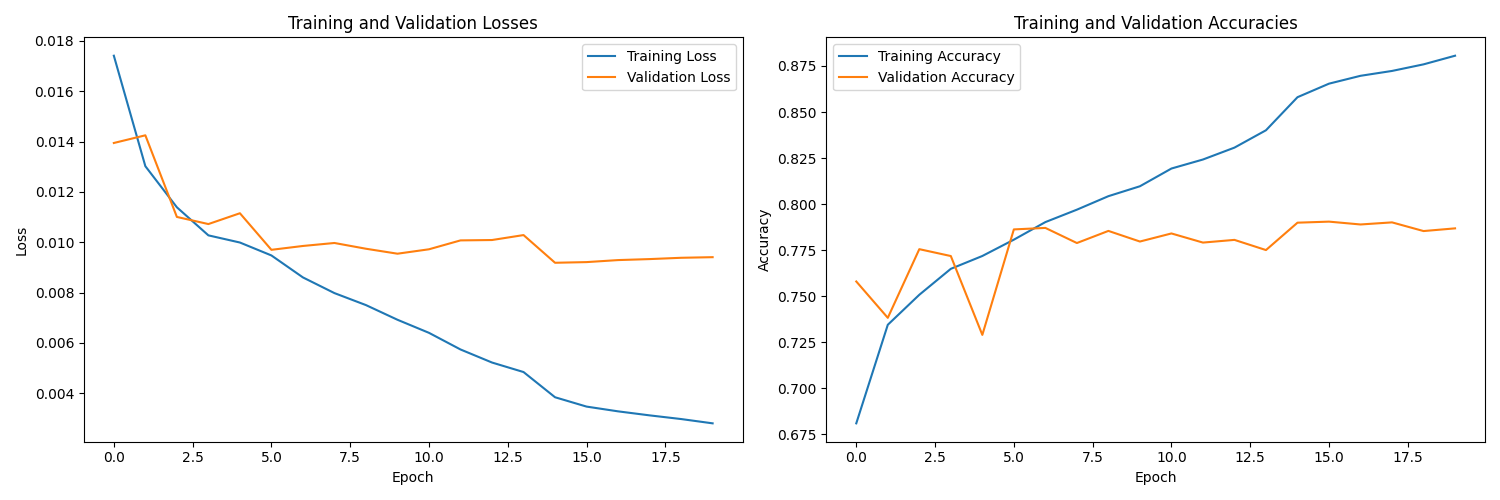 Training and Validation Losses
0.018
0.016
0.014
0.012
0.010
0.008
0.006
0.004
Loss
Training Loss
Validation Loss
0.0 2.5 5.0 7.5 10.0 12.5 15.0 17.5
Epoch
Training and Validation Accuracies
0.875
0.850
0.825
0.800
0.775
0.750
0.725
0.700
0.675
Accuracy
Training Accuracy
Validation Accuracy
0.0 2.5 5.0 7.5 10.0 12.5 15.0 17.5
Epoch